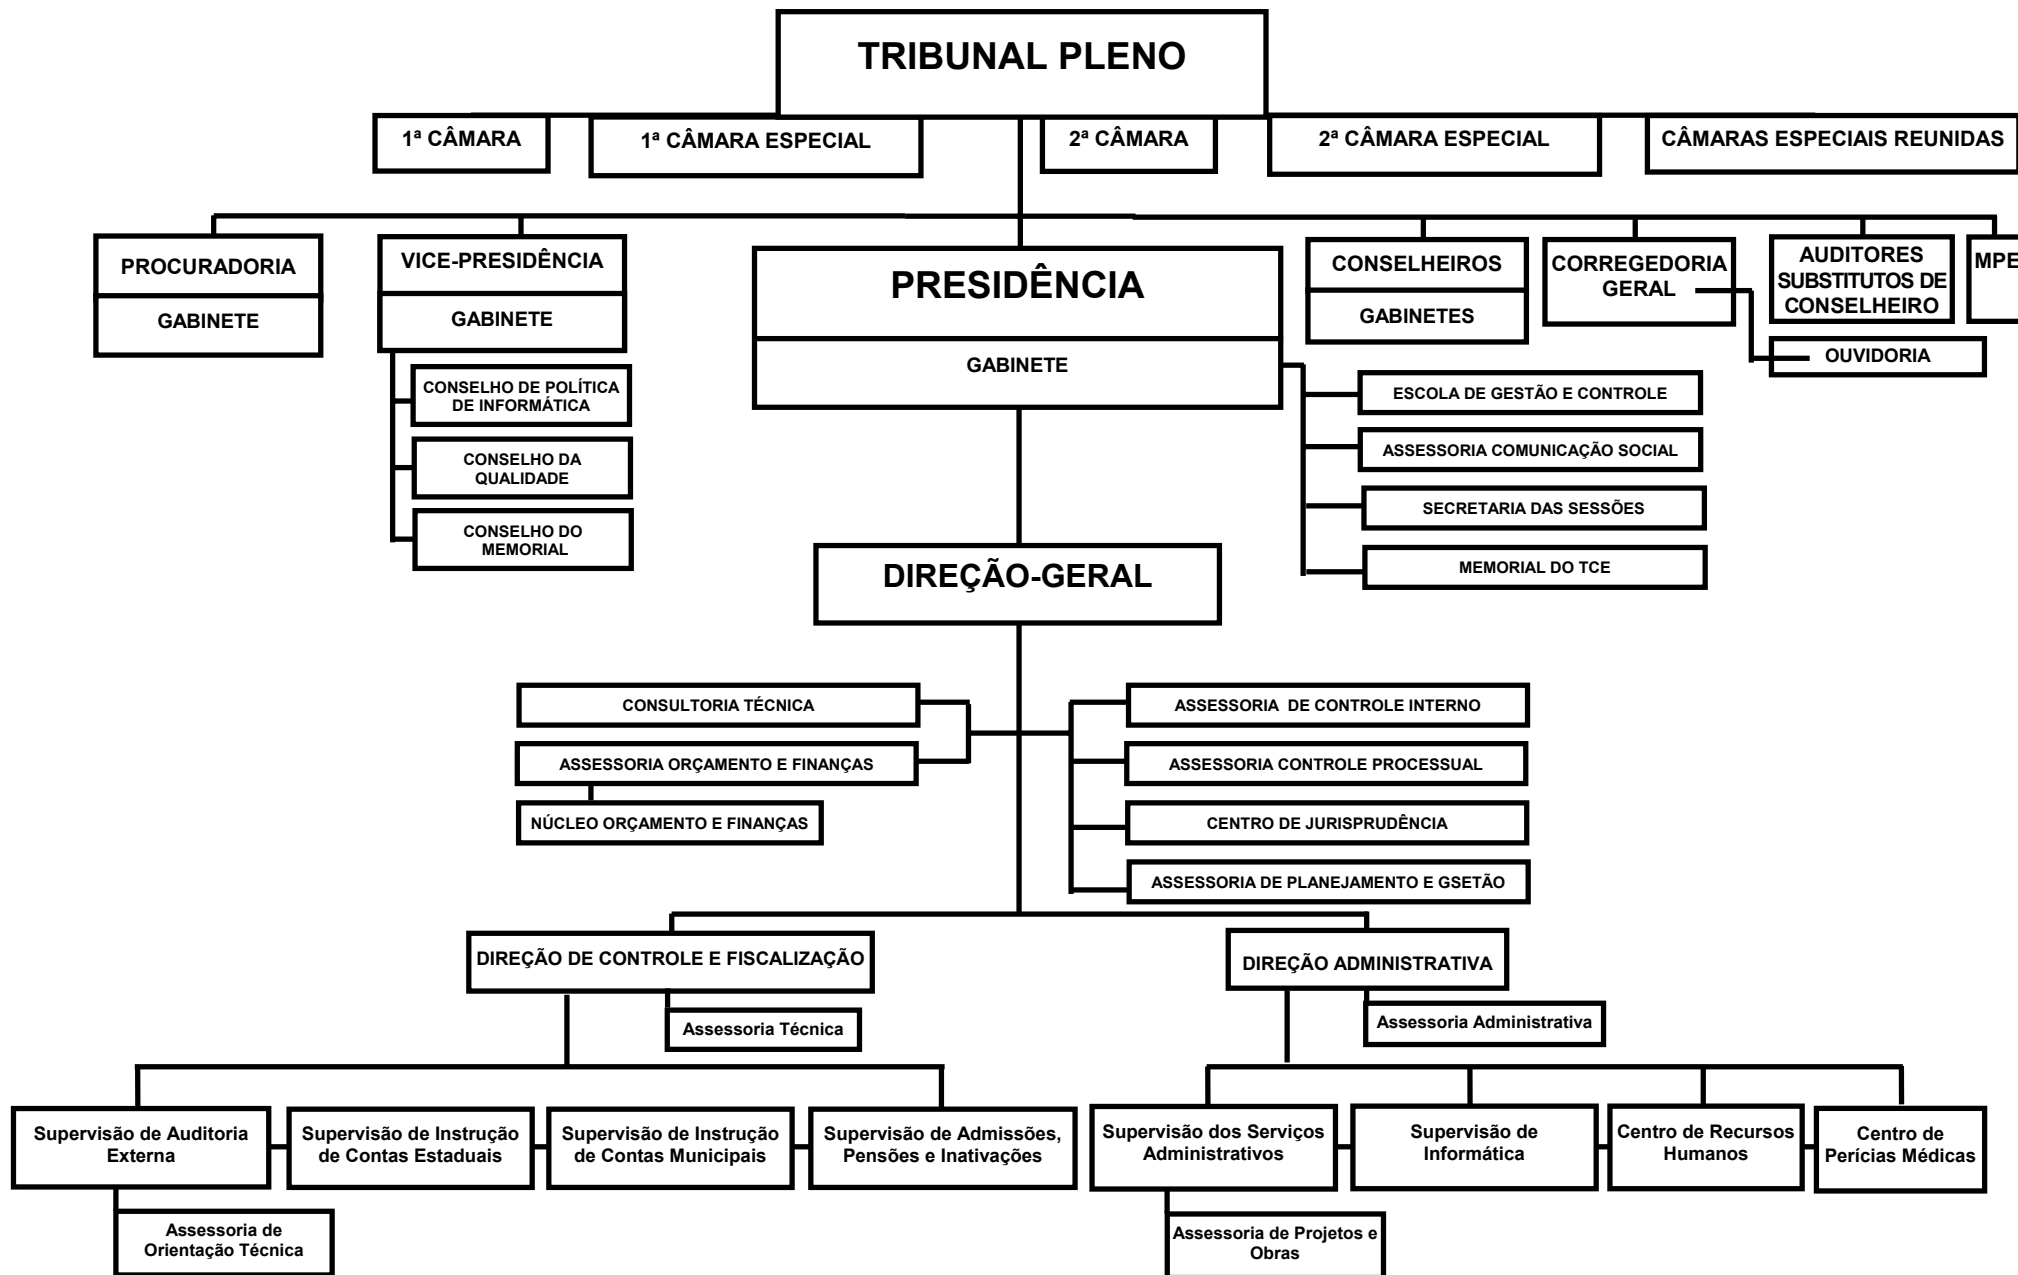 TRIBUNAL PLENO
1ª CÂMARA
1ª CÂMARA ESPECIAL
2ª CÂMARA
2ª CÂMARA ESPECIAL
CÂMARAS ESPECIAIS REUNIDAS
PROCURADORIA
GABINETE
VICE-PRESIDÊNCIA
GABINETE
PRESIDÊNCIA
GABINETE
CONSELHEIROS
GABINETES
CORREGEDORIA
GERAL
AUDITORES
SUBSTITUTOS DE
CONSELHEIRO
MPE
OUVIDORIA
CONSELHO DE POLÍTICA
DE INFORMÁTICA
CONSELHO DA
QUALIDADE
CONSELHO DO
MEMORIAL
ESCOLA DE GESTÃO E CONTROLE
ASSESSORIA COMUNICAÇÃO SOCIAL
SECRETARIA DAS SESSÕES
MEMORIAL DO TCE
DIREÇÃO-GERAL
CONSULTORIA TÉCNICA
ASSESSORIA ORÇAMENTO E FINANÇAS
NÚCLEO ORÇAMENTO E FINANÇAS
ASSESSORIA DE CONTROLE INTERNO
ASSESSORIA CONTROLE PROCESSUAL
CENTRO DE JURISPRUDÊNCIA
ASSESSORIA DE PLANEJAMENTO E GSETÃO
DIREÇÃO DE CONTROLE E FISCALIZAÇÃO
Assessoria Técnica
DIREÇÃO ADMINISTRATIVA
Assessoria Administrativa
Supervisão de Auditoria
Externa
Supervisão de Instrução
de Contas Estaduais
Supervisão de Instrução
de Contas Municipais
Supervisão de Admissões,
Pensões e Inativações
Supervisão dos Serviços
Administrativos
Supervisão de
Informática
Centro de Recursos
Humanos
Centro de
Perícias Médicas
Assessoria de
Orientação Técnica
Assessoria de Projetos e
Obras